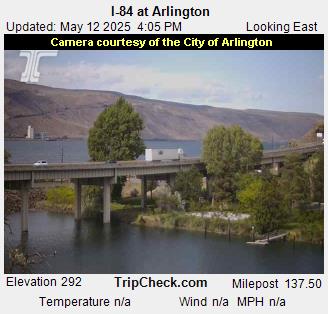 I-84 at Arlington
Updated: May 12 2025 4:05 PM Looking East
Camera courtesy of the City of Arlington
Elevation 292 TripCheck.com Milepost 137.50
Temperature n/a Wind n/a MPH n/a